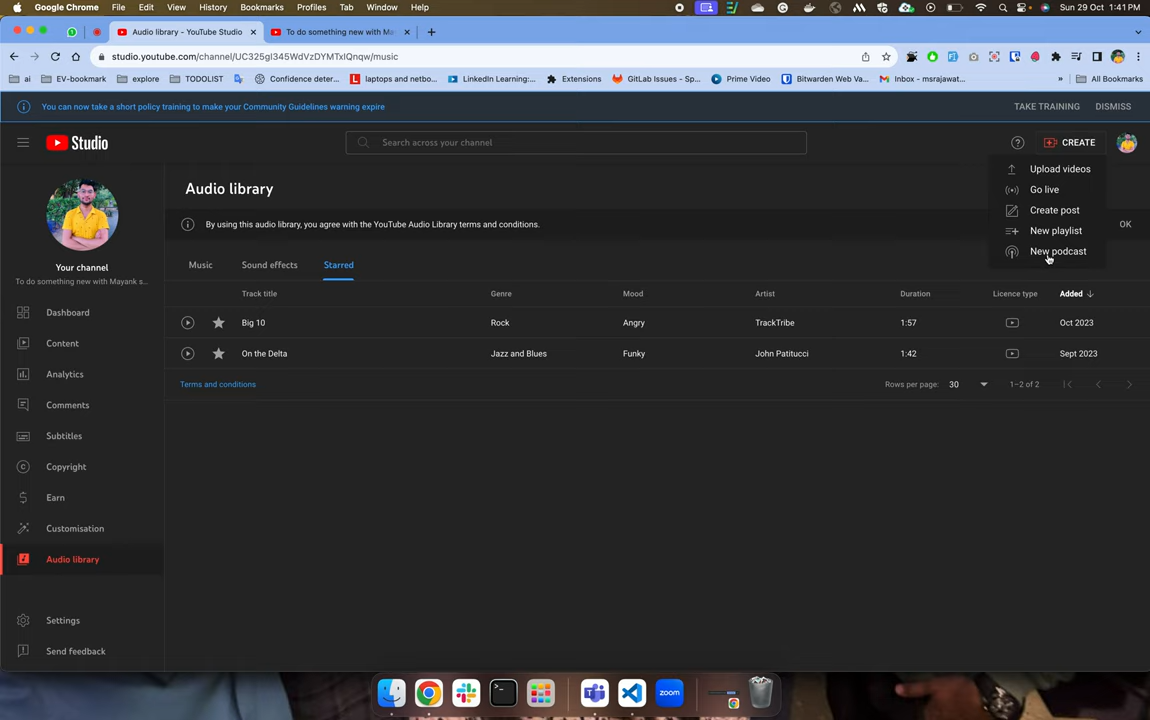 Google Chrome File Edit View History Bookmarks Profiles Tab Window Help Sun 29 Oct 1:41 PM
Audio library - YouTube Studio To do something new with Ma
studio.youtube.com/channel/UC325gI345WdVzDYMTxIQnqw/music
ai EV-bookmark explore TODOLIST Confidence deter... laptops and netbo... LinkedIn Learning:... Extensions GitLab Issues - Sp... Prime Video Bitwarden Web Va... Inbox - msrajawat... » All Bookmarks
You can now take a short policy training to make your Community Guidelines warning expire TAKE TRAINING DISMISS
Studio Search across your channel CREATE
Upload videos
Go live
Create post
New playlist
New podcast
Audio library
By using this audio library, you agree with the YouTube Audio Library terms and conditions. OK
Music Sound effects Starred
Track title Genre Mood Artist Duration Licence type Added
Big 10 Rock Angry TrackTribe 1:57 Oct 2023
On the Delta Jazz and Blues Funky John Patitucci 1:42 Sept 2023
Terms and conditions Rows per page: 30 1–2 of 2
Your channel
To do something new with Mayank s...
Dashboard
Content
Analytics
Comments
Subtitles
Copyright
Earn
Customisation
Audio library
Settings
Send feedback
zoom